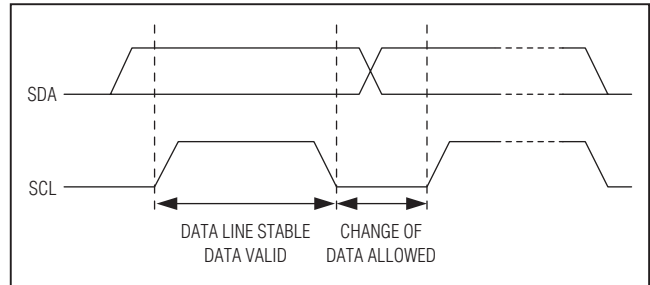 SDA
SCL
DATA LINE STABLE
DATA VALID
CHANGE OF
DATA ALLOWED